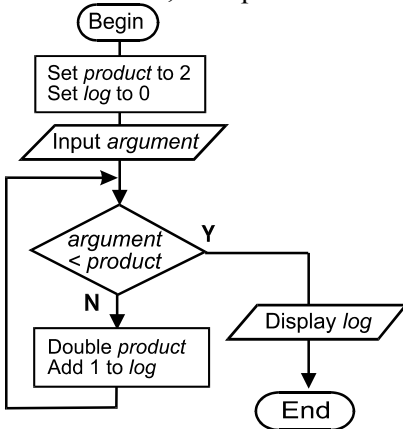 Begin
Set product to 2
Set log to 0
Input argument
argument
< product
Y
N
Double product
Add 1 to log
Display log
End